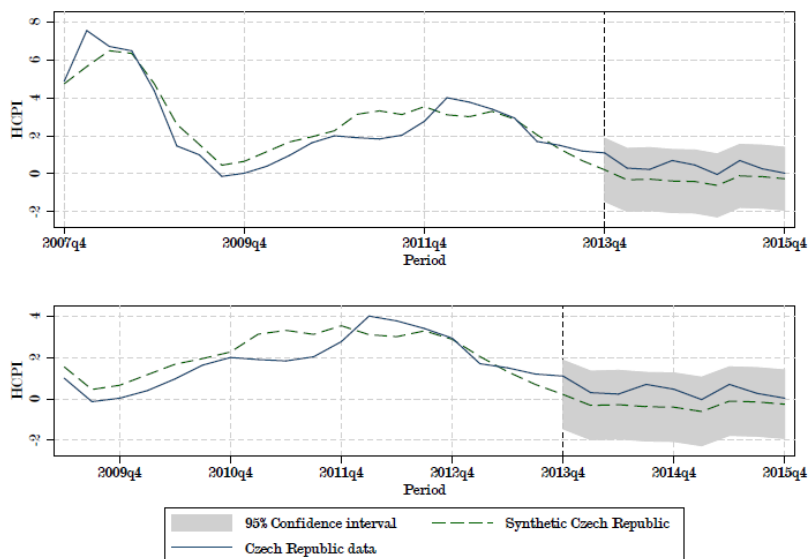 HCPI
8
6
4
2
0
-2
2007q4 2009q4 2011q4 2013q4 2015q4
Period
HCPI
4
2
0
-2
2009q4 2010q4 2011q4 2012q4 2013q4 2014q4 2015q4
Period
95% Confidence interval Synthetic Czech Republic
Czech Republic data